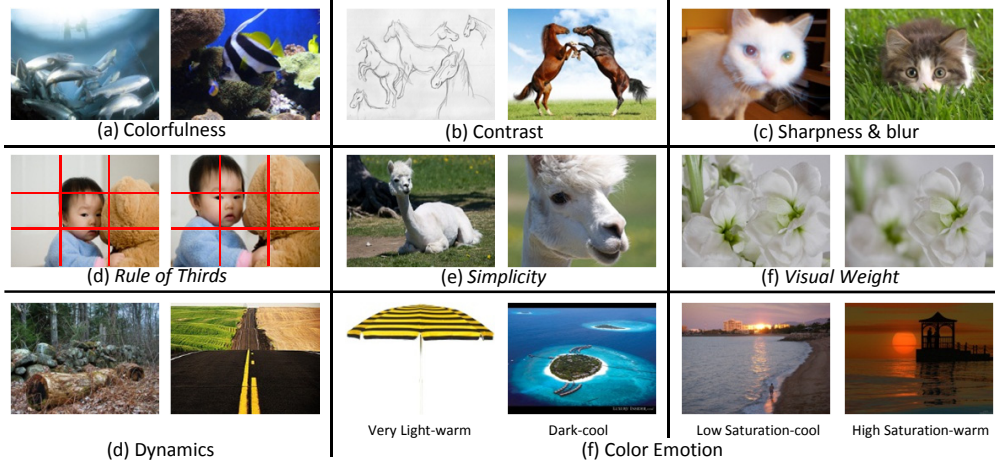 (a) Colorfulness
(b) Contrast
(c) Sharpness & blur
(d) Rule of Thirds
(e) Simplicity
(f) Visual Weight
Very Light-warm
Dark-cool
Low Saturation-cool
High Saturation-warm
(d) Dynamics
(f) Color Emotion